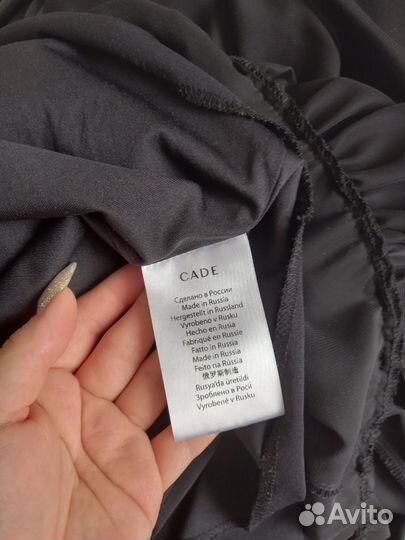 CADE
Сделано в России
Made in Russia
Hergestellt in Russland
Vyrobeno v Rusku
Hecho en Rusia
Fabriqué en Russie
Fatto in Russia
Made in Russia
Feito na Rússia
俄罗斯制造
Rusya'da üretildi
Зроблено в Росії
Vyrobené v Rusku
Avito